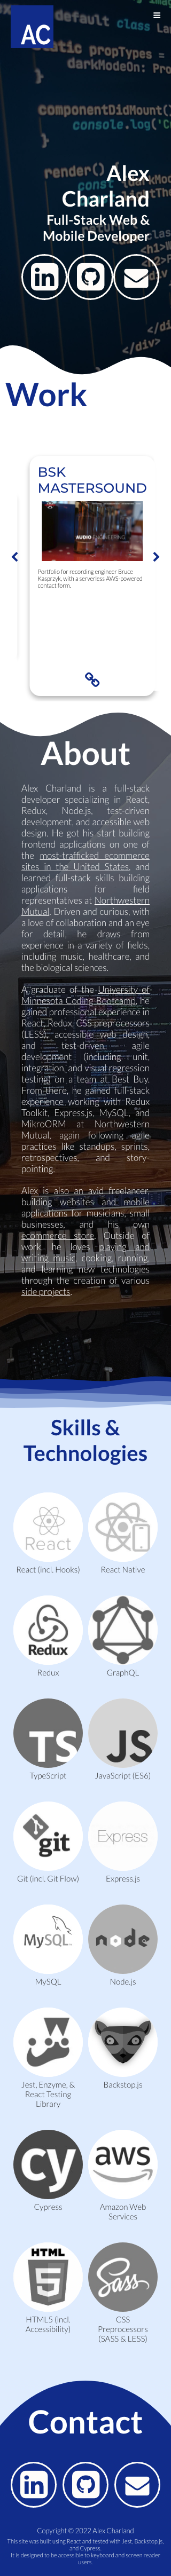 AC
componentDidMount()
console.log(
Alex
Charland
Full-Stack Web &
Mobile Developer
Work
BSK
MASTERSOUND
AUDIO
Portfolio for recording engineer Bruce
Kasprzyk, with a serverless AWS-powered
contact form.
About
Alex Charland is a full-stack
developer specializing in React,
Redux, Node.js, test-driven
development, and accessible web
design. He got his start building
frontend applications on one of
the most-trafficked ecommerce
sites in the United States, and
learned full-stack skills building
applications for field
representatives at Northwestern
Mutual. Driven and curious, with
a love of collaboration and an eye
for detail, he draws from
experience in a variety of fields,
including music, healthcare, and
the biological sciences.
A graduate of the University of
Minnesota Coding Bootcamp, he
gained professional experience in
React, Redux, CSS preprocessors
(LESS), accessible web design,
and test-driven, agile
development (including unit,
integration, and visual regression
testing) on a team at Best Buy.
From there, he gained full-stack
experience working with Redux
Toolkit, Express.js, MySQL, and
MikroORM at Northwestern
Mutual, again following agile
practices like standups, sprints,
retrospectives, and story-
pointing.
Alex is also an avid freelancer,
building websites and mobile
applications for musicians, small
businesses, and his own
ecommerce store. Outside of
work, he loves playing and
writing music, cooking, running,
and learning new technologies
through the creation of various
side projects.
Skills &
Technologies
React
React (incl. Hooks)
React Native
Redux
Redux
GraphQL
TS
TypeScript
JS
JavaScript (ES6)
git
Git (incl. Git Flow)
Express
Express.js
MySQL
MySQL
node
Node.js
Jest, Enzyme, &
React Testing
Library
Backstop.js
cy
Cypress
aws
Amazon Web
Services
HTML
5
HTML5 (incl.
Accessibility)
Sass
CSS
Preprocessors
(SASS & LESS)
Contact
Copyright © 2022 Alex Charland
This site was built using React and tested with Jest, Backstop.js,
and Cypress.
It is designed to be accessible to keyboard and screen reader
users.